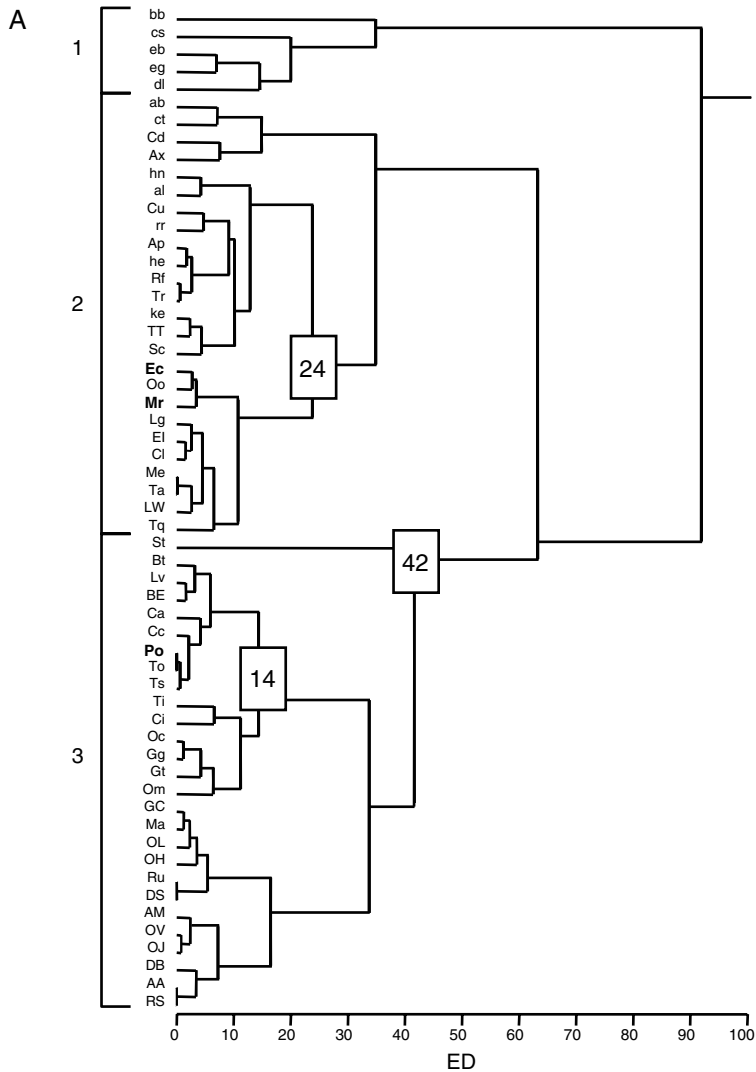 A
bb
1
cs
eb
eg
dl
ab
ct
Cd
Ax
hn
al
Cu
rr
Ap
he
Rf
2
Tr
ke
TT
Sc
24
Ec
Oo
Mr
Lg
El
Cl
Me
Ta
LW
Tq
St
42
Bt
Lv
BE
Ca
Cc
Po
To
14
Ts
Ti
Ci
Oc
3
Gg
Gt
Om
GC
Ma
OL
OH
Ru
DS
AM
OV
OJ
DB
AA
RS
0 10 20 30 40 50 60 70 80 90 100
ED